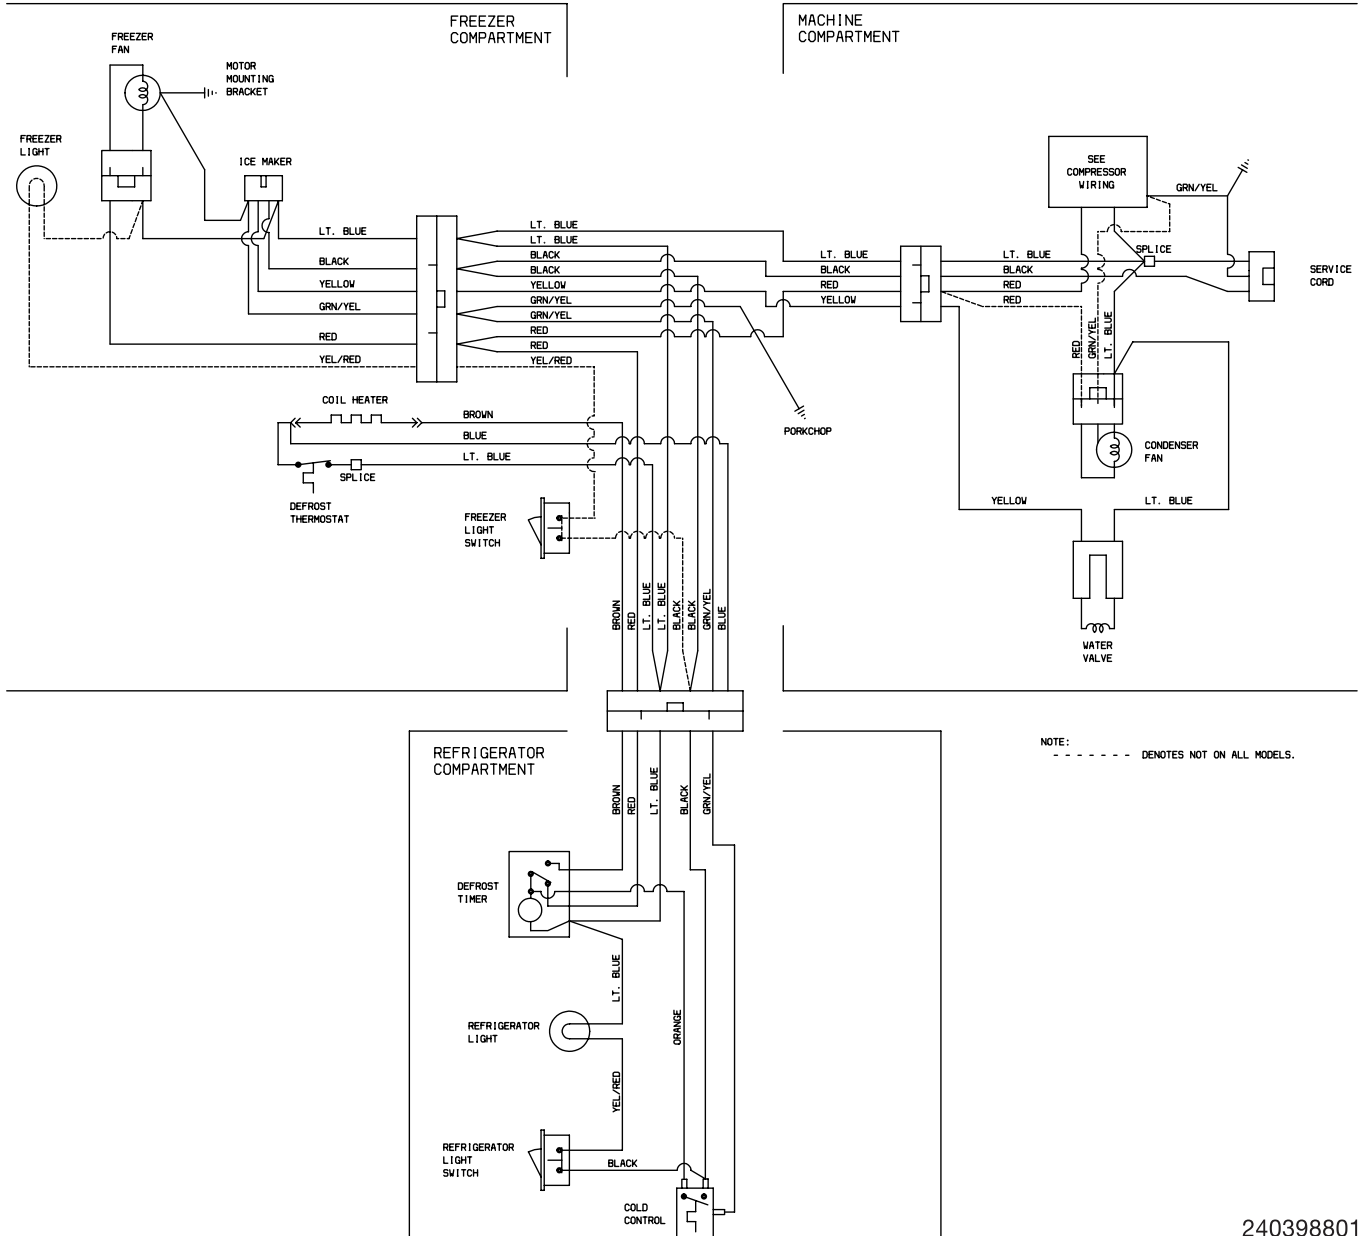 FREEZER
COMPARTMENT
MACHINE
COMPARTMENT
FREEZER
FAN
MOTOR
MOUNTING
BRACKET
FREEZER
LIGHT
ICE MAKER
SEE
COMPRESSOR
WIRING
GRN/YEL
LT. BLUE
BLACK
YELLOW
GRN/YEL
RED
YEL/RED
LT. BLUE
LT. BLUE
BLACK
BLACK
YELLOW
GRN/YEL
GRN/YEL
RED
RED
YEL/RED
LT. BLUE
BLACK
RED
YELLOW
LT. BLUE
BLACK
RED
RED
SPLICE
SERVICE
CORD
RED
GRN/YEL
LT. BLUE
COIL HEATER
BROWN
BLUE
LT. BLUE
SPLICE
DEFROST
THERMOSTAT
PORKCHOP
CONDENSER
FAN
FREEZER
LIGHT
SWITCH
YELLOW
LT. BLUE
BROWN
RED
LT. BLUE
LT. BLUE
BLACK
BLACK
GRN/YEL
BLUE
WATER
VALVE
REFRIGERATOR
COMPARTMENT
NOTE:
- - - - - - - DENOTES NOT ON ALL MODELS.
BROWN
RED
LT. BLUE
BLACK
GRN/YEL
DEFROST
TIMER
LT. BLUE
ORANGE
REFRIGERATOR
LIGHT
YEL/RED
REFRIGERATOR
LIGHT
SWITCH
BLACK
COLD
CONTROL
240398801